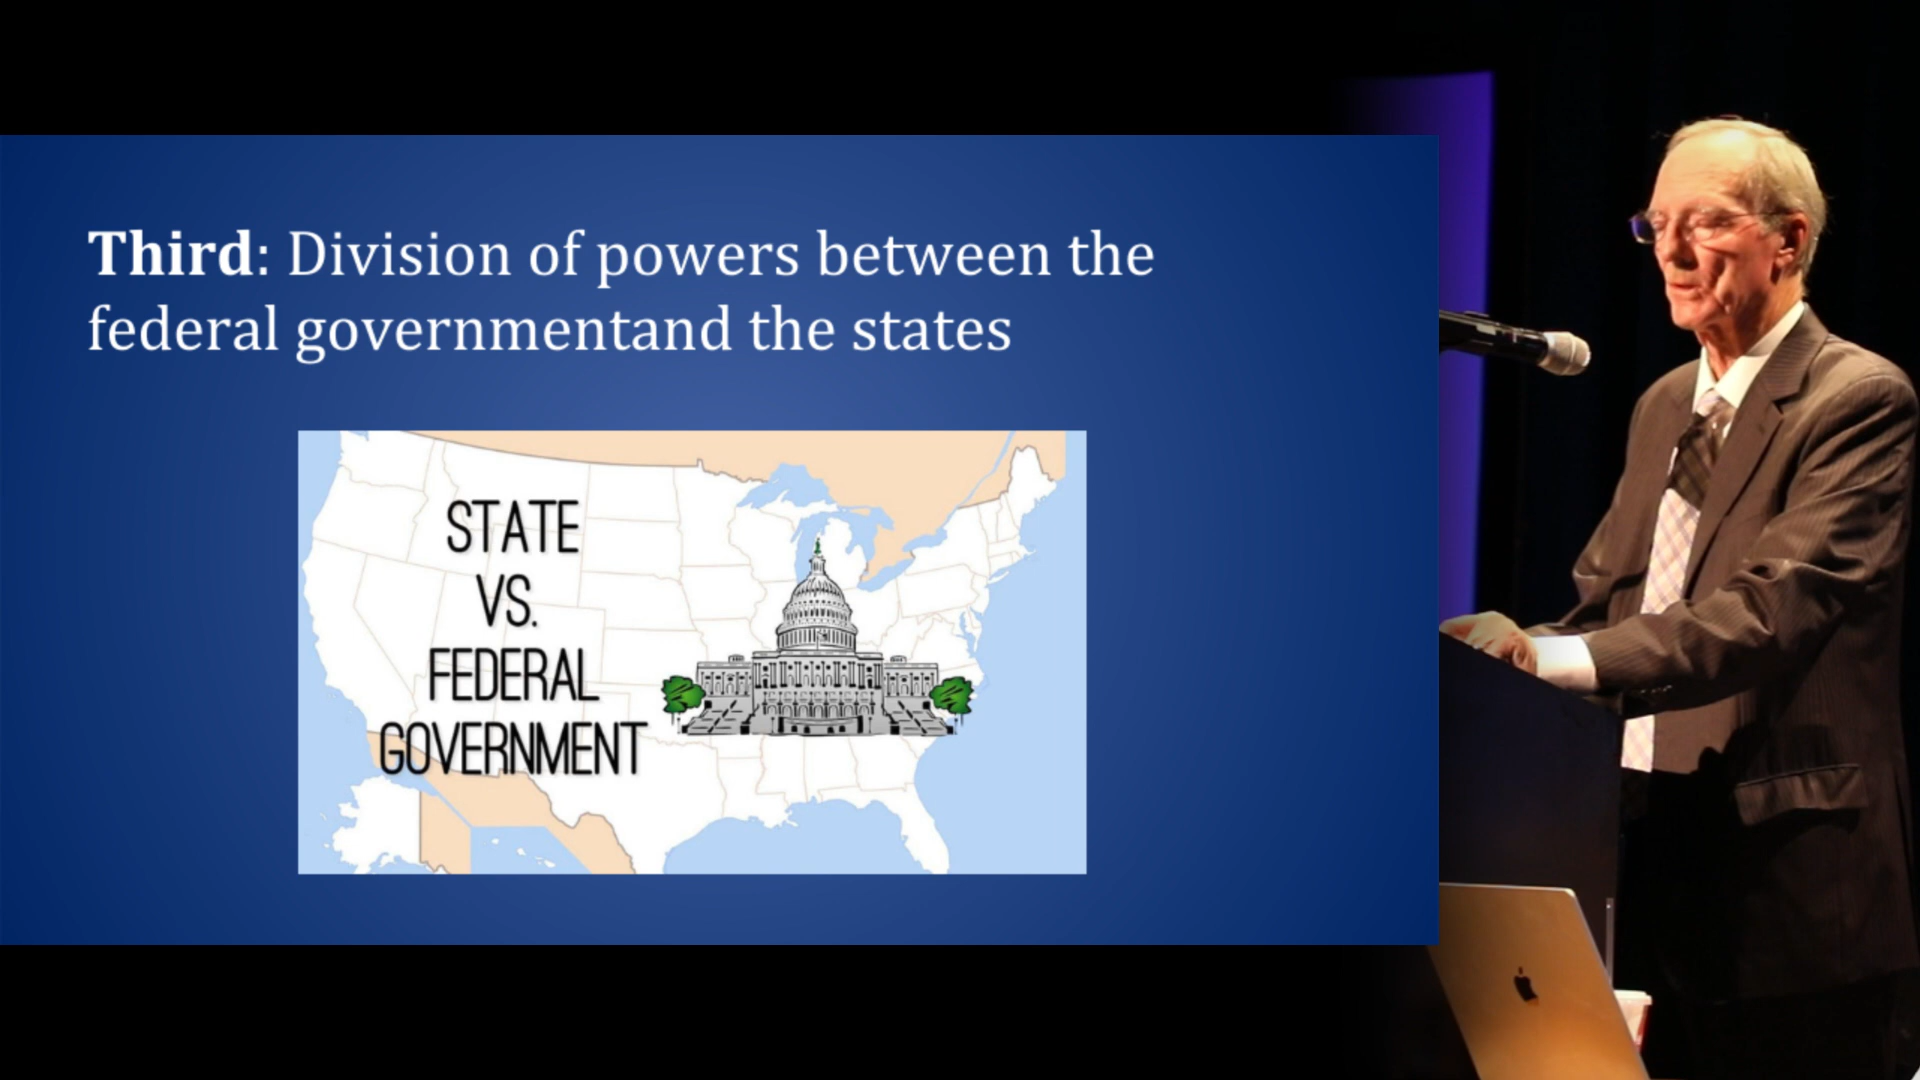 Third: Division of powers between the
federal governmentand the states
STATE
VS.
FEDERAL
GOVERNMENT